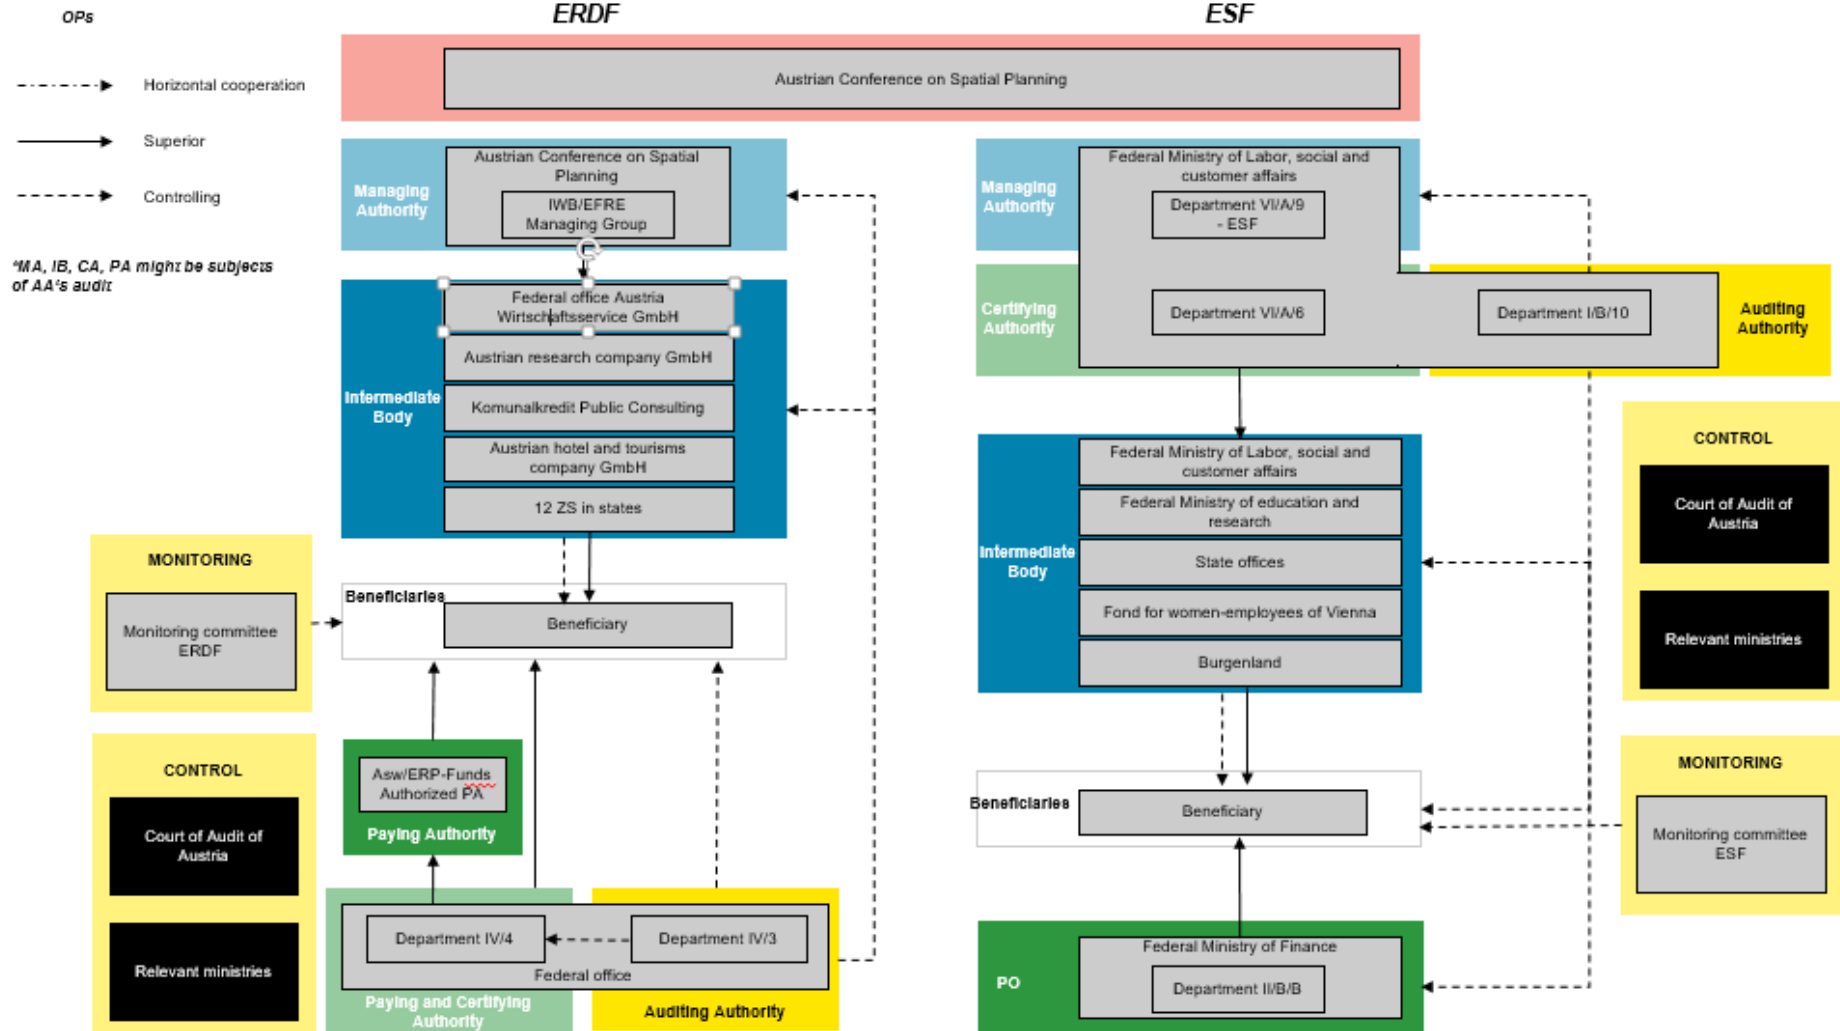 OPs
ERDF
ESF
Horizontal cooperation
Superior
Controlling
*MA, IB, CA, PA might be subjects
of AA's audit
Austrian Conference on Spatial Planning
Managing
Authority
Austrian Conference on Spatial
Planning
IWB/EFRE
Managing Group
Intermediate
Body
Federal office Austria
Wirtschaftsservice GmbH
Austrian research company GmbH
Komunalkredit Public Consulting
Austrian hotel and tourisms
company GmbH
12 ZS in states
MONITORING
Monitoring committee
ERDF
Beneficiaries
Beneficiary
CONTROL
Court of Audit of
Austria
Relevant ministries
Asw/ERP-Funds
Authorized PA
Paying Authority
Department IV/4
Department IV/3
Federal office
Paying and Certifying
Authority
Auditing Authority
Managing
Authority
Federal Ministry of Labor, social and
customer affairs
Department VI/A/9
- ESF
Certifying
Authority
Department VI/A/6
Department I/B/10
Auditing
Authority
Intermediate
Body
Federal Ministry of Labor, social and
customer affairs
Federal Ministry of education and
research
State offices
Fond for women-employees of Vienna
Burgenland
CONTROL
Court of Audit of
Austria
Relevant ministries
Beneficiaries
Beneficiary
MONITORING
Monitoring committee
ESF
PO
Federal Ministry of Finance
Department II/B/B